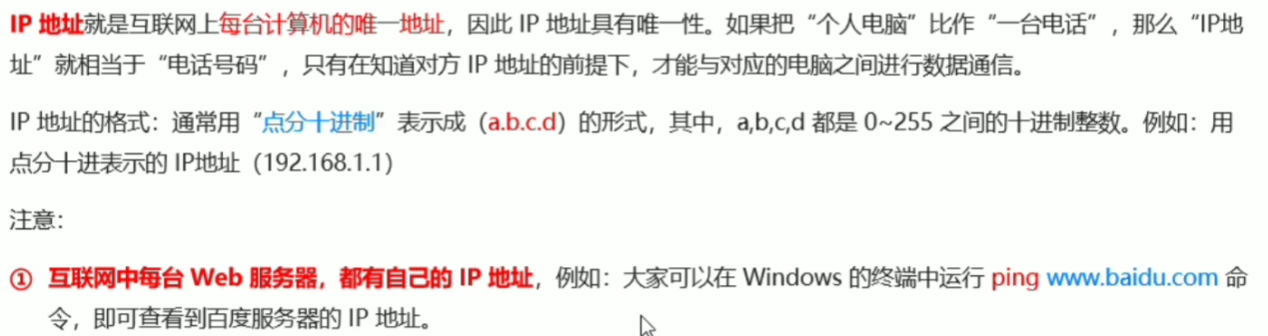 IP 地址就是互联网上每台计算机的唯一地址，因此 IP 地址具有唯一性。如果把“个人电脑”比作“一台电话”，那么“IP地
址”就相当于“电话号码”，只有在知道对方 IP 地址的前提下，才能与对应的电脑之间进行数据通信。
IP 地址的格式：通常用“点分十进制”表示成（a.b.c.d）的形式，其中，a,b,c,d 都是 0~255 之间的十进制整数。例如：用
点分十进表示的 IP地址（192.168.1.1）
注意：
① 互联网中每台 Web 服务器，都有自己的 IP 地址，例如：大家可以在 Windows 的终端中运行 ping www.baidu.com 命
令，即可查看到百度服务器的 IP 地址。